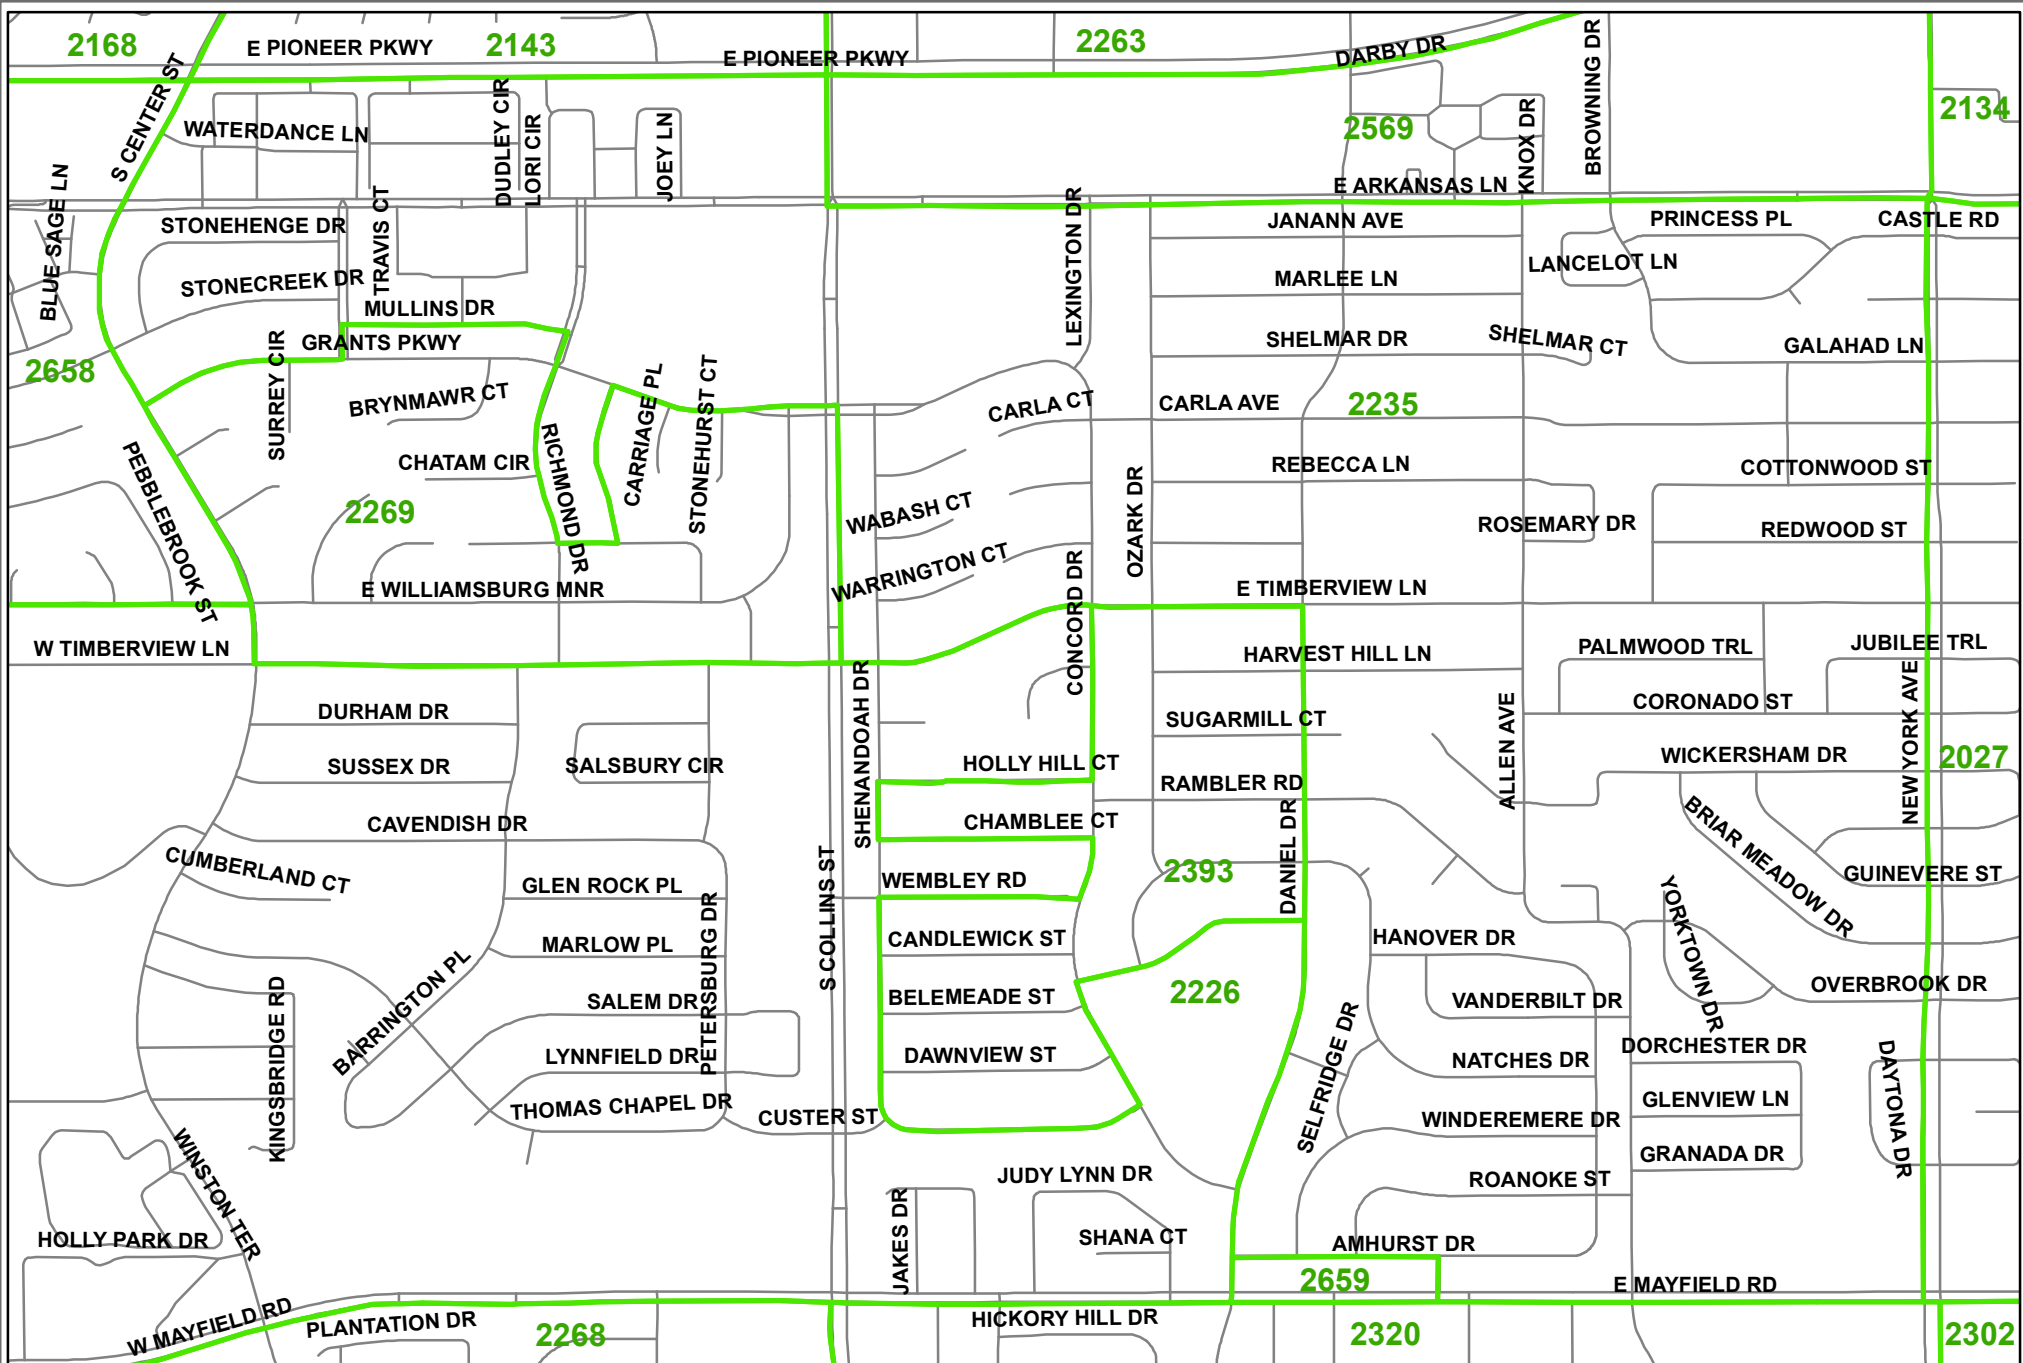 2168
E PIONEER PKWY
2143
E PIONEER PKWY
2263
DARBY DR
BROWNING DR
S CENTER ST
WATERDANCE LN
DUDLEY CIR
LORI CIR
JOEY LN
2569
KNOX DR
2134
E ARKANSAS LN
BLUE SAGE LN
STONEHENGE DR
TRAVIS CT
LEXINGTON DR
JANANN AVE
PRINCESS PL
CASTLE RD
STONECREEK DR
MARLEE LN
LANCELOT LN
MULLINS DR
GRANTS PKWY
SHELMAR DR
SHELMAR CT
GALAHAD LN
2658
SURREY CIR
BRYNMAWR CT
CARRIAGE PL
STONEHURST CT
CARLA CT
CARLA AVE
2235
PEBBLEBROOK ST
CHATAM CIR
RICHMOND DR
REBECCA LN
COTTONWOOD ST
2269
WABASH CT
OZARK DR
ROSEMARY DR
REDWOOD ST
WARRINGTON CT
E WILLIAMSBURG MNR
CONCORD DR
E TIMBERVIEW LN
W TIMBERVIEW LN
HARVEST HILL LN
PALMWOOD TRL
JUBILEE TRL
DURHAM DR
SHENANDOAH DR
SUGARMILL CT
ALLEN AVE
CORONADO ST
NEW YORK AVE
SUSSEX DR
SALSBURY CIR
HOLLY HILL CT
RAMBLER RD
WICKERSHAM DR
2027
CAVENDISH DR
CHAMBLEE CT
DANIEL DR
BRIAR MEADOW DR
CUMBERLAND CT
GLEN ROCK PL
WEMBLEY RD
2393
GUINEVERE ST
PETERSBURG DR
S COLLINS ST
MARLOW PL
CANDLEWICK ST
HANOVER DR
YORKTOWN DR
BARRINGTON PL
SALEM DR
BELEMEADE ST
2226
VANDERBILT DR
OVERBROOK DR
KINGSBRIDGE RD
LYNNFIELD DR
DAWNVIEW ST
SELFRIDGE DR
NATCHES DR
DORCHESTER DR
DAYTONA DR
THOMAS CHAPEL DR
CUSTER ST
WINDEREMERE DR
GLENVIEW LN
WINSTON TER
JUDY LYNN DR
ROANOKE ST
GRANADA DR
HOLLY PARK DR
JAKES DR
SHANA CT
AMHURST DR
2659
E MAYFIELD RD
W MAYFIELD RD
PLANTATION DR
2268
HICKORY HILL DR
2320
2302